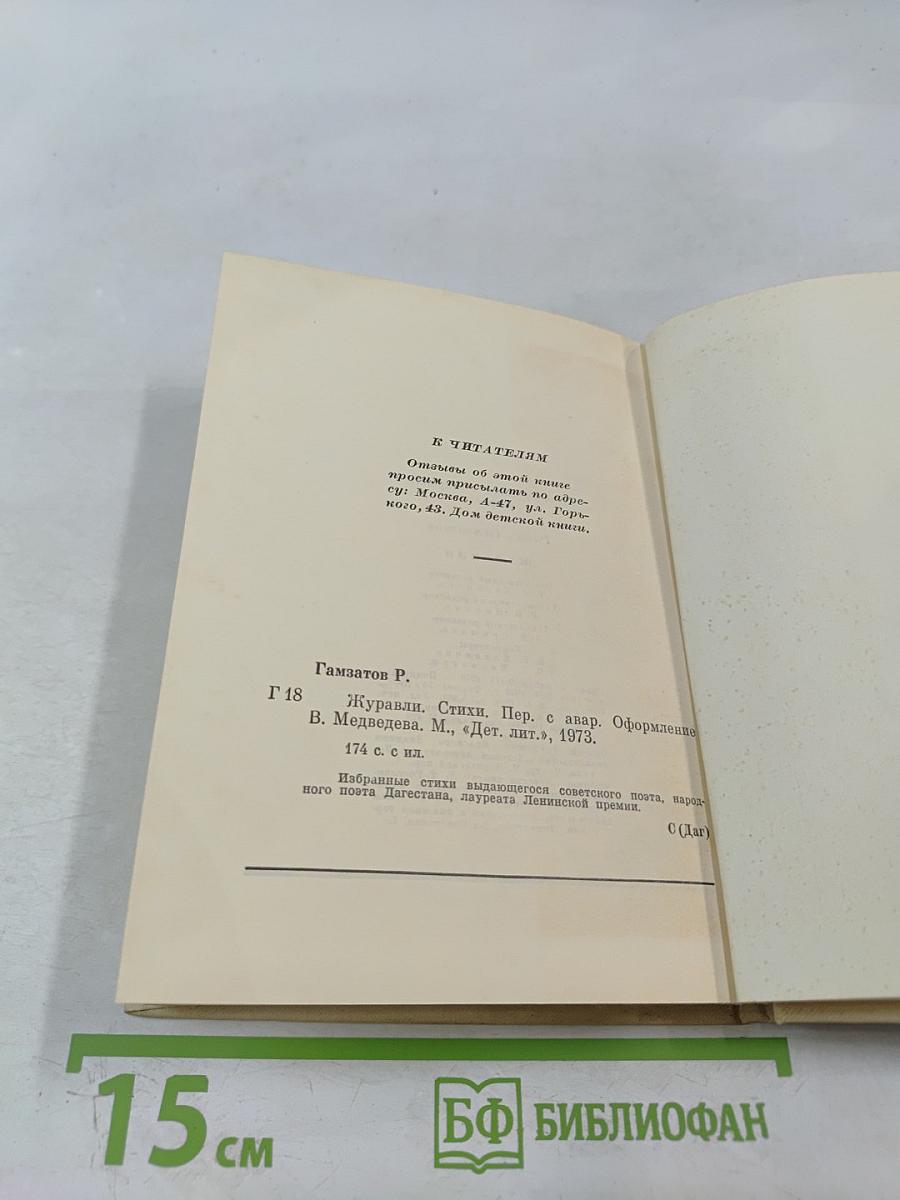 К ЧИТАТЕЛЯМ
Отзывы об этой книге
просим присылать по адре-
су: Москва, А-47, ул. Горь-
кого, 43. Дом детской книги.
Гамзатов Р.
Г 18 Журавли. Стихи. Пер. с авар. Оформление
В. Медведева. М., «Дет. лит.», 1973.
174 с. с ил.
Избранные стихи выдающегося советского поэта, народ-
ного поэта Дагестана, лауреата Ленинской премии.
С (Даг)
15 см
БФ БИБЛИОФАН